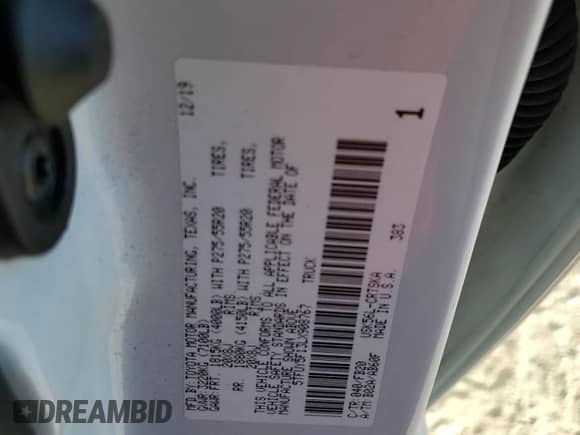 12/19
MFD BY: TOYOTA MOTOR MANUFACTURING, TEXAS, INC.
GVWR: 3220KG (7100LB)
GAWR: FRT 1815KG (4000LB) WITH P275/55R20 TIRES,
20X8J RIMS
RR. 1880KG (4150LB) WITH P275/55R20 TIRES,
20X8J RIMS
THIS VEHICLE CONFORMS TO ALL APPLICABLE FEDERAL MOTOR
VEHICLE SAFETY STANDARDS IN EFFECT ON THE DATE OF
MANUFACTURE SHOWN ABOVE.
TRUCK
C/TR: 040/FB20
C/TM
383
MADE IN U.S.A.
1
DREAMBID